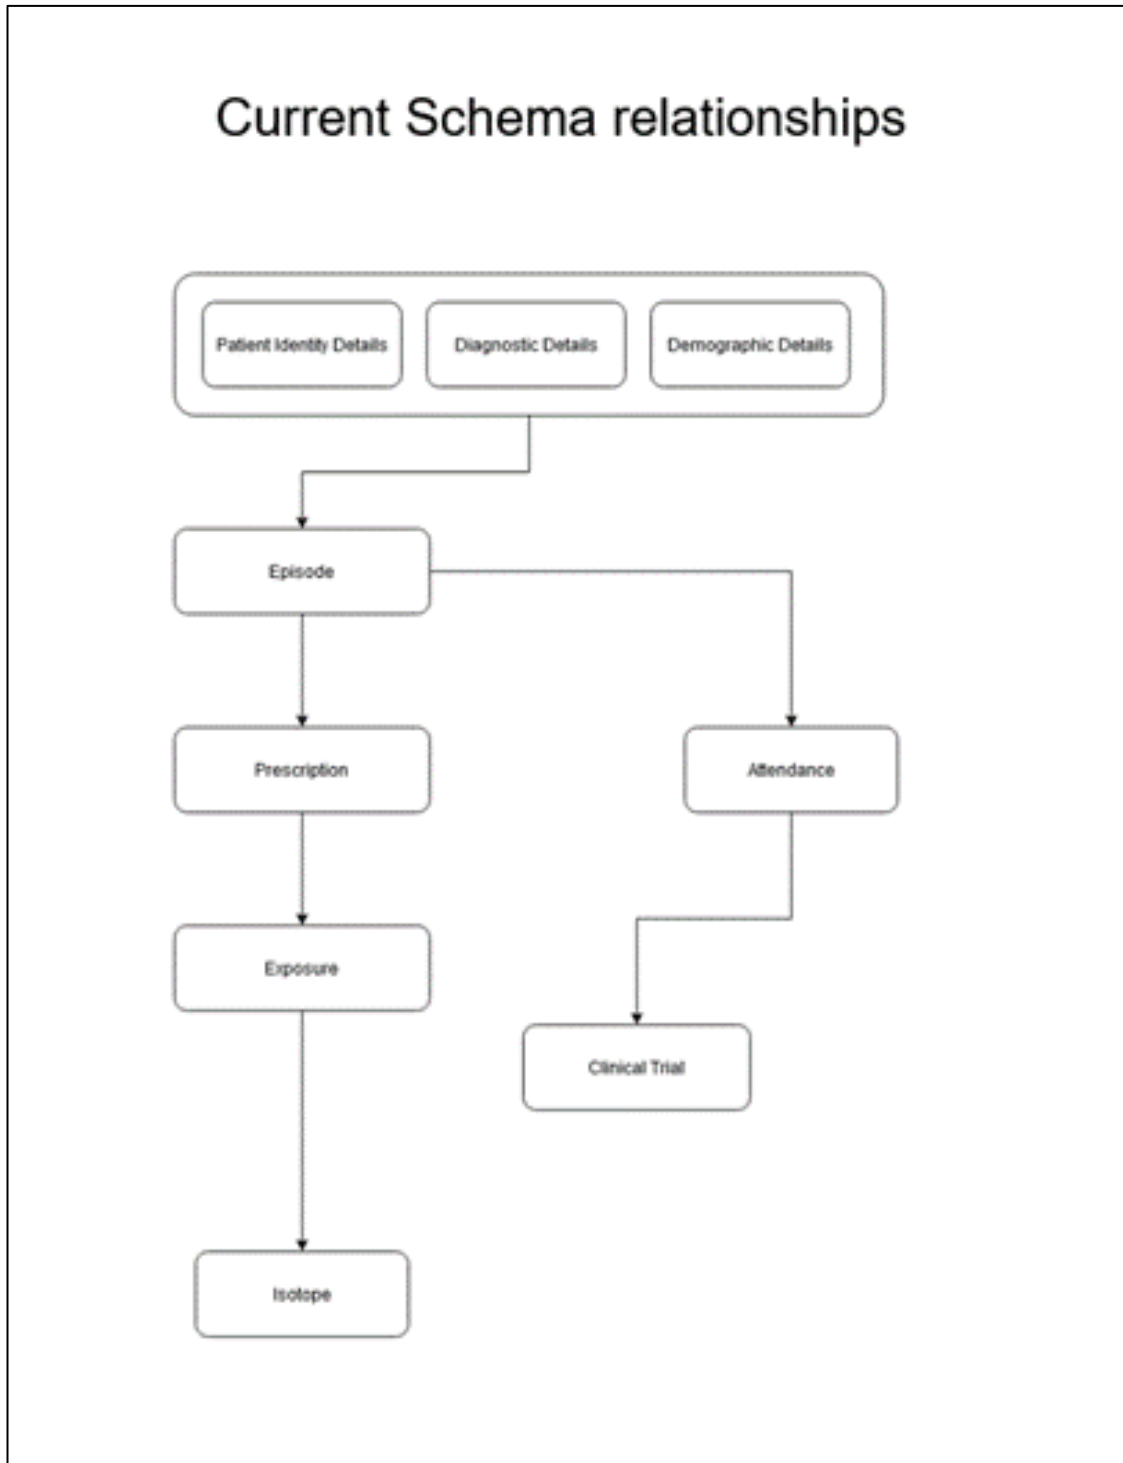 Current Schema relationships
Patient Identity Details
Diagnostic Details
Demographic Details
Episode
Prescription
Attendance
Exposure
Clinical Trial
Isotope